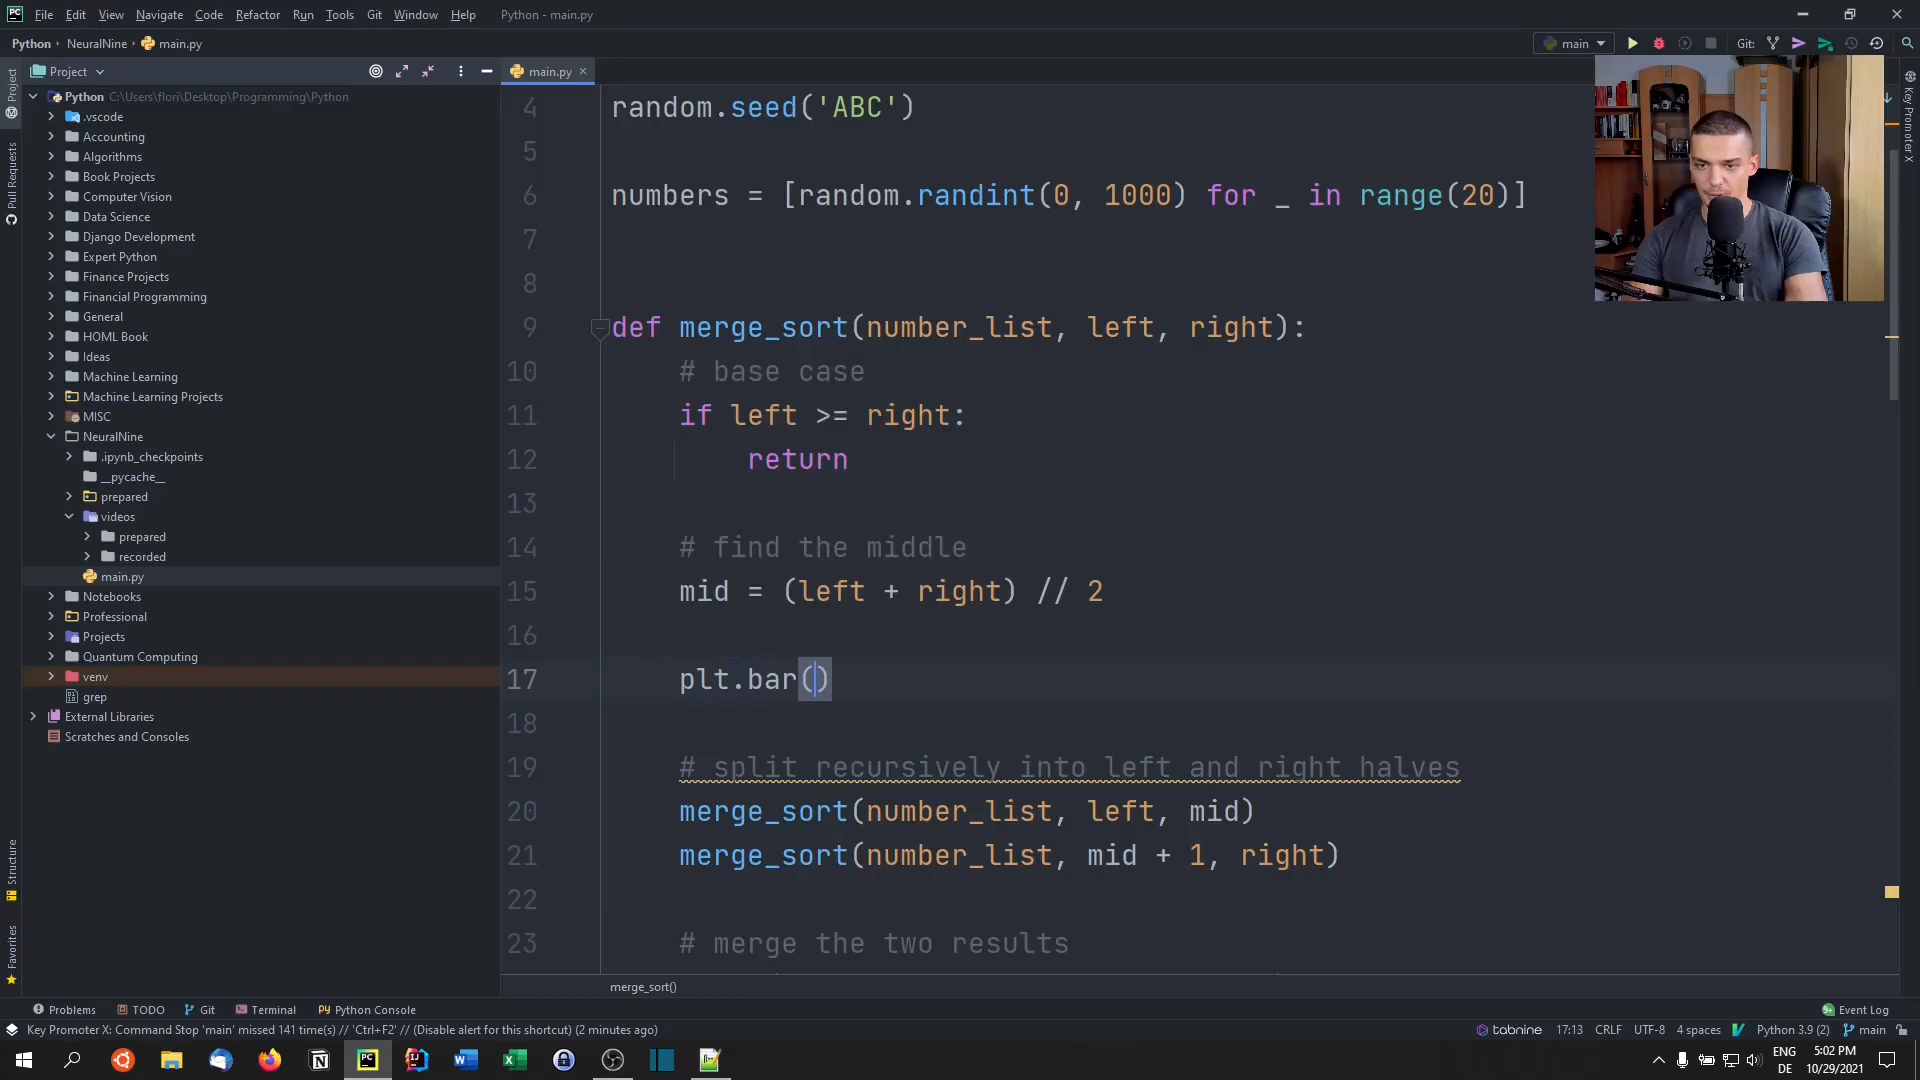 File Edit View Navigate Code Refactor Run Tools Git Window Help Python - main.py
Python NeuralNine main.py
main Git:
Project
main.py
Python C:\Users\flori\Desktop\Programming\Python
.vscode
Accounting
Algorithms
Book Projects
Computer Vision
Data Science
Django Development
Expert Python
Finance Projects
Financial Programming
General
HOML Book
Ideas
Machine Learning
Machine Learning Projects
MISC
NeuralNine
.ipynb_checkpoints
__pycache__
prepared
videos
prepared
recorded
main.py
Notebooks
Professional
Projects
Quantum Computing
venv
grep
External Libraries
Scratches and Consoles
Project
Pull Requests
Structure
Favorites
4 random.seed('ABC')
5
6 numbers = [random.randint(0, 1000) for _ in range(20)]
7
8
9 def merge_sort(number_list, left, right):
10 # base case
11 if left >= right:
12 return
13
14 # find the middle
15 mid = (left + right) // 2
16
17 plt.bar()
18
19 # split recursively into left and right halves
20 merge_sort(number_list, left, mid)
21 merge_sort(number_list, mid + 1, right)
22
23 # merge the two results
merge_sort()
Key Promoter X
Problems TODO Git Terminal Python Console Event Log
Key Promoter X: Command Stop 'main' missed 141 time(s) // 'Ctrl+F2' // (Disable alert for this shortcut) (2 minutes ago)
tabnine 17:13 CRLF UTF-8 4 spaces Python 3.9 (2) main
ENG
DE
5:02 PM
10/29/2021